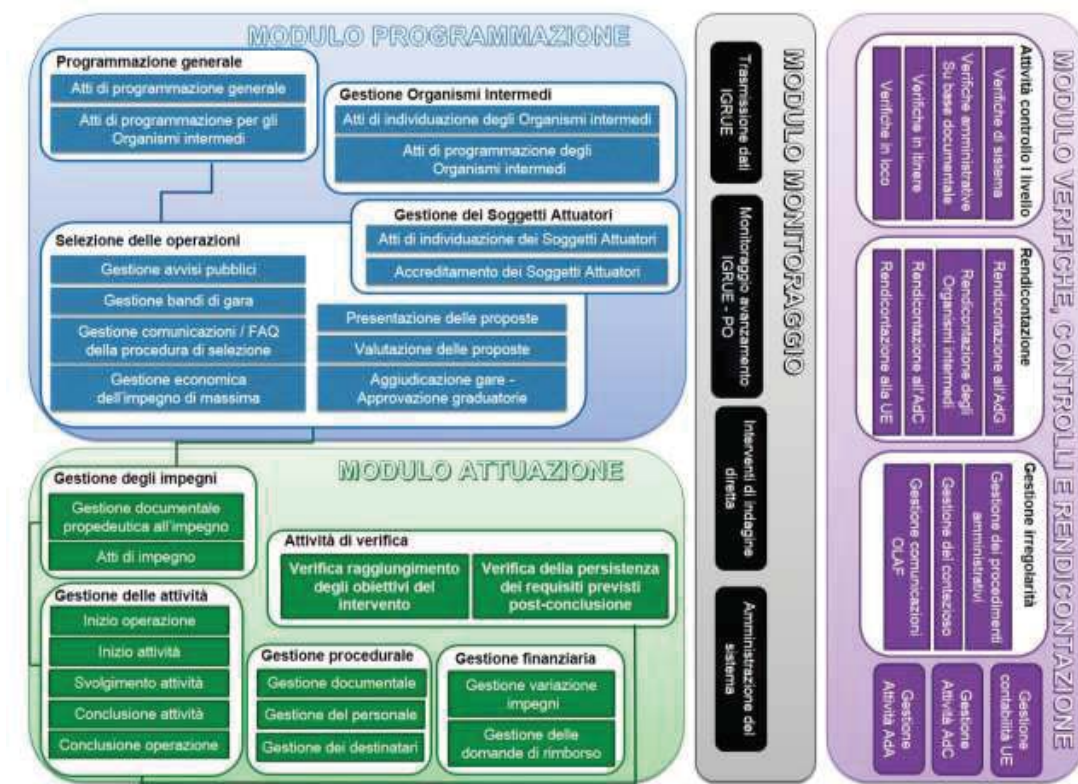 MODULO PROGRAMMAZIONE
Programmazione generale
Atti di programmazione generale
Atti di programmazione per gli
Organismi intermedi
Gestione Organismi Intermedi
Atti di individuazione degli Organismi intermedi
Atti di programmazione degli
Organismi intermedi
Gestione dei Soggetti Attuatori
Atti di individuazione dei Soggetti Attuatori
Accreditamento dei Soggetti Attuatori
Selezione delle operazioni
Gestione avvisi pubblici
Gestione bandi di gara
Gestione comunicazioni / FAQ
della procedura di selezione
Gestione economica
dell'impegno di massima
Presentazione delle proposte
Valutazione delle proposte
Aggiudicazione gare -
Approvazione graduatorie
MODULO ATTUAZIONE
Gestione degli impegni
Gestione documentale
propedeutica all'impegno
Atti di impegno
Attività di verifica
Verifica raggiungimento
degli obiettivi del
intervento
Verifica della persistenza
dei requisiti previsti
post-conclusione
Gestione delle attività
Inizio operazione
Inizio attività
Svolgimento attività
Conclusione attività
Conclusione operazione
Gestione procedurale
Gestione documentale
Gestione del personale
Gestione dei destinatari
Gestione finanziaria
Gestione variazione
impegni
Gestione delle
domande di rimborso
MODULO MONITORAGGIO
Trasmissione dati
IGRUE
Monitoraggio avanzamento
IGRUE - PO
Interventi di indagine
diretta
Amministrazione del
sistema
MODULO VERIFICHE, CONTROLLI E RENDICONTAZIONE
Attività controllo I livello
Verifiche di sistema
Verifiche amministrative
Su base documentale
Verifiche in itinere
Verifiche in loco
Rendicontazione
Rendicontazione all'AdG
Rendicontazione degli
Organismi intermedi
Rendicontazione all'AdC
Rendicontazione alla UE
Gestione irregolarità
Gestione dei procedimenti
amministrativi
Gestione del contezioso
Gestione comunicazioni
OLAF
Gestione
contabilità UE
Gestione
Attività AdC
Gestione
Attività AdA